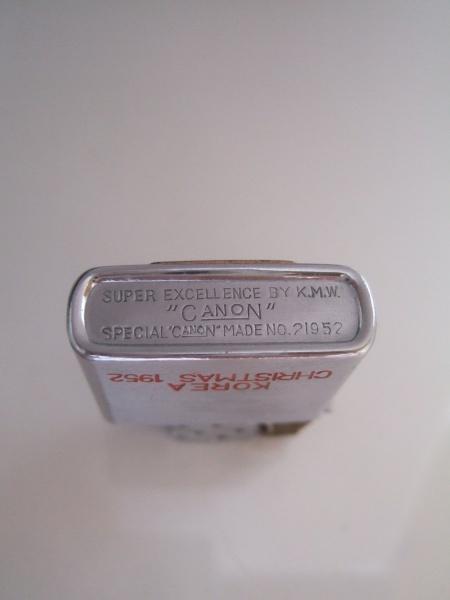 SUPER EXCELLENCE BY K.M.W.
"CANON"
SPECIAL "CANON" MADE NO.21952
KOREA
CHRISTMAS 1952